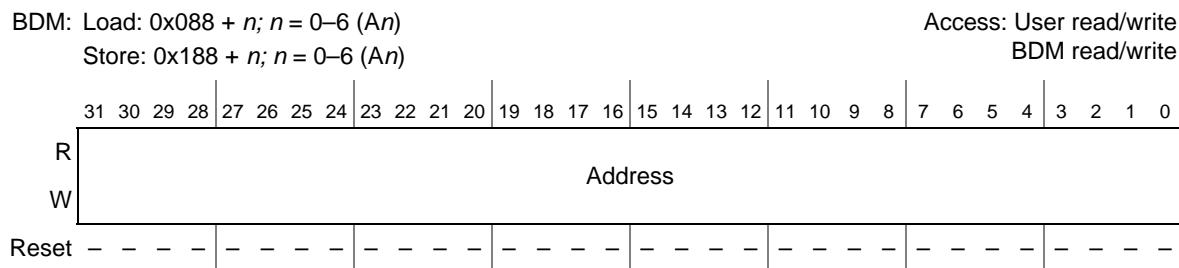 BDM: Load: 0x088 + n; n = 0–6 (An) Access: User read/write
Store: 0x188 + n; n = 0–6 (An) BDM read/write
31 30 29 28 27 26 25 24 23 22 21 20 19 18 17 16 15 14 13 12 11 10 9 8 7 6 5 4 3 2 1 0
R
Address
W
Reset – – – – – – – – – – – – – – – – – – – – – – – – – – – – – – – –